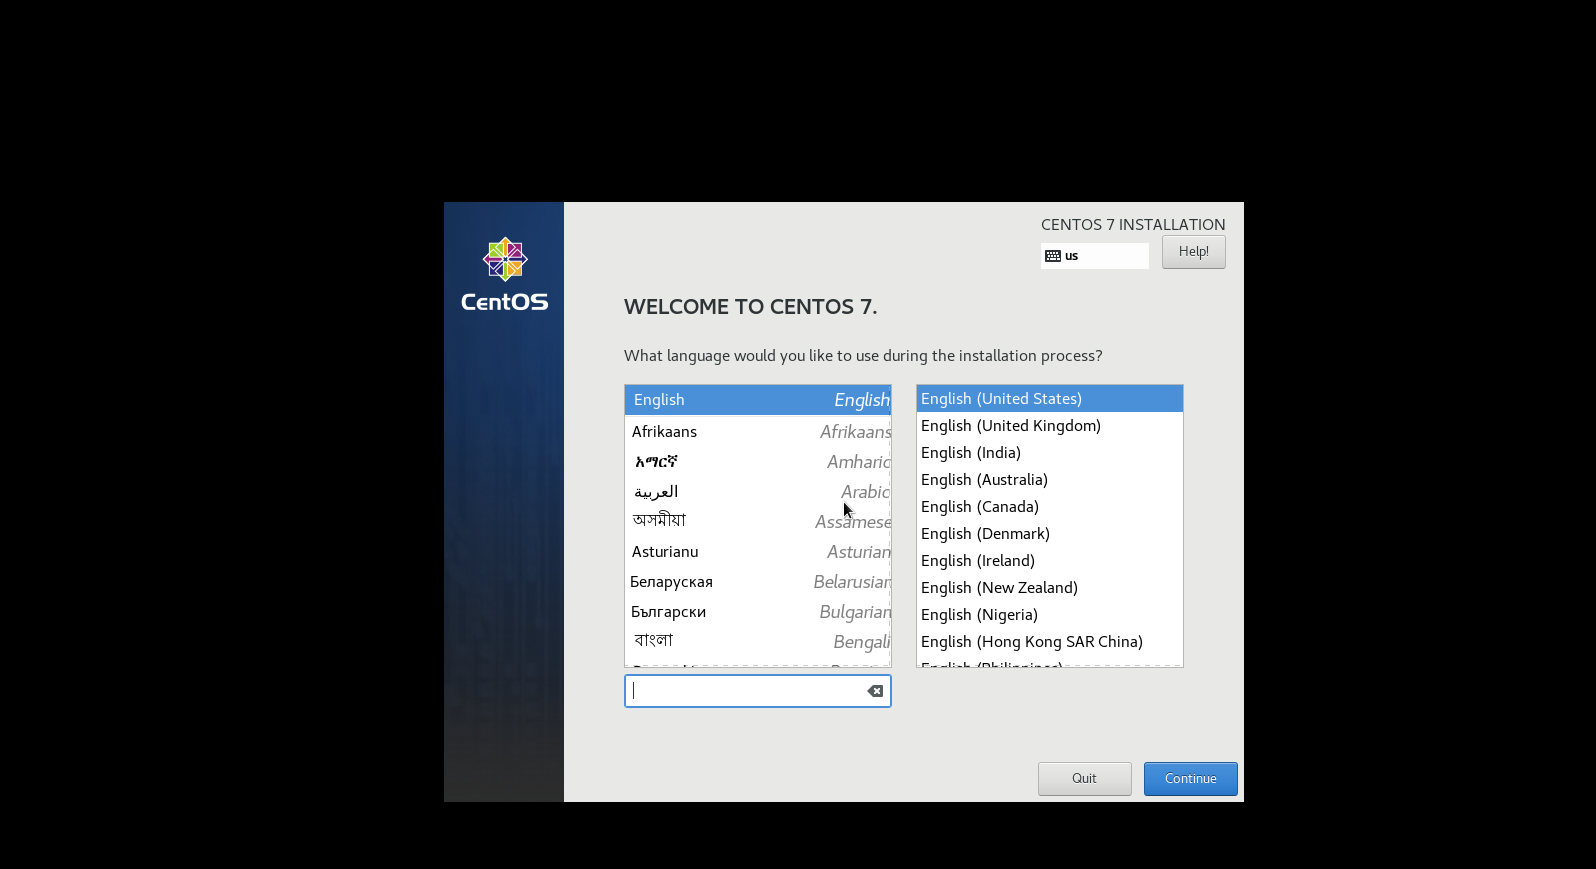 CentOS
CENTOS 7 INSTALLATION
us
Help!
WELCOME TO CENTOS 7.
What language would you like to use during the installation process?
English English
Afrikaans Afrikaans
አማርኛ Amharic
العربية Arabic
অসমীয়া Assamese
Asturianu Asturian
Беларуская Belarusian
Български Bulgarian
বাংলা Bengali
English (United States)
English (United Kingdom)
English (India)
English (Australia)
English (Canada)
English (Denmark)
English (Ireland)
English (New Zealand)
English (Nigeria)
English (Hong Kong SAR China)
English (Philippines)
Quit
Continue